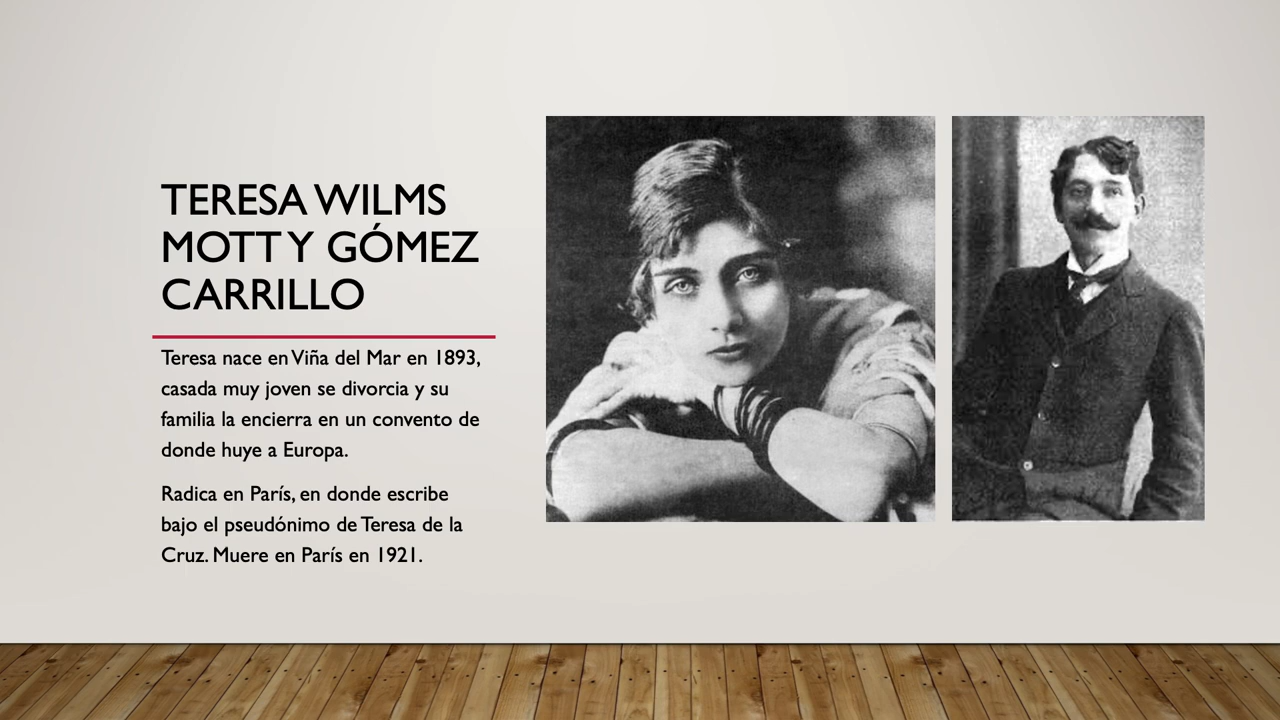 TERESA WILMS
MOTT Y GÓMEZ
CARRILLO
Teresa nace en Viña del Mar en 1893,
casada muy joven se divorcia y su
familia la encierra en un convento de
donde huye a Europa.
Radica en París, en donde escribe
bajo el pseudónimo de Teresa de la
Cruz. Muere en París en 1921.